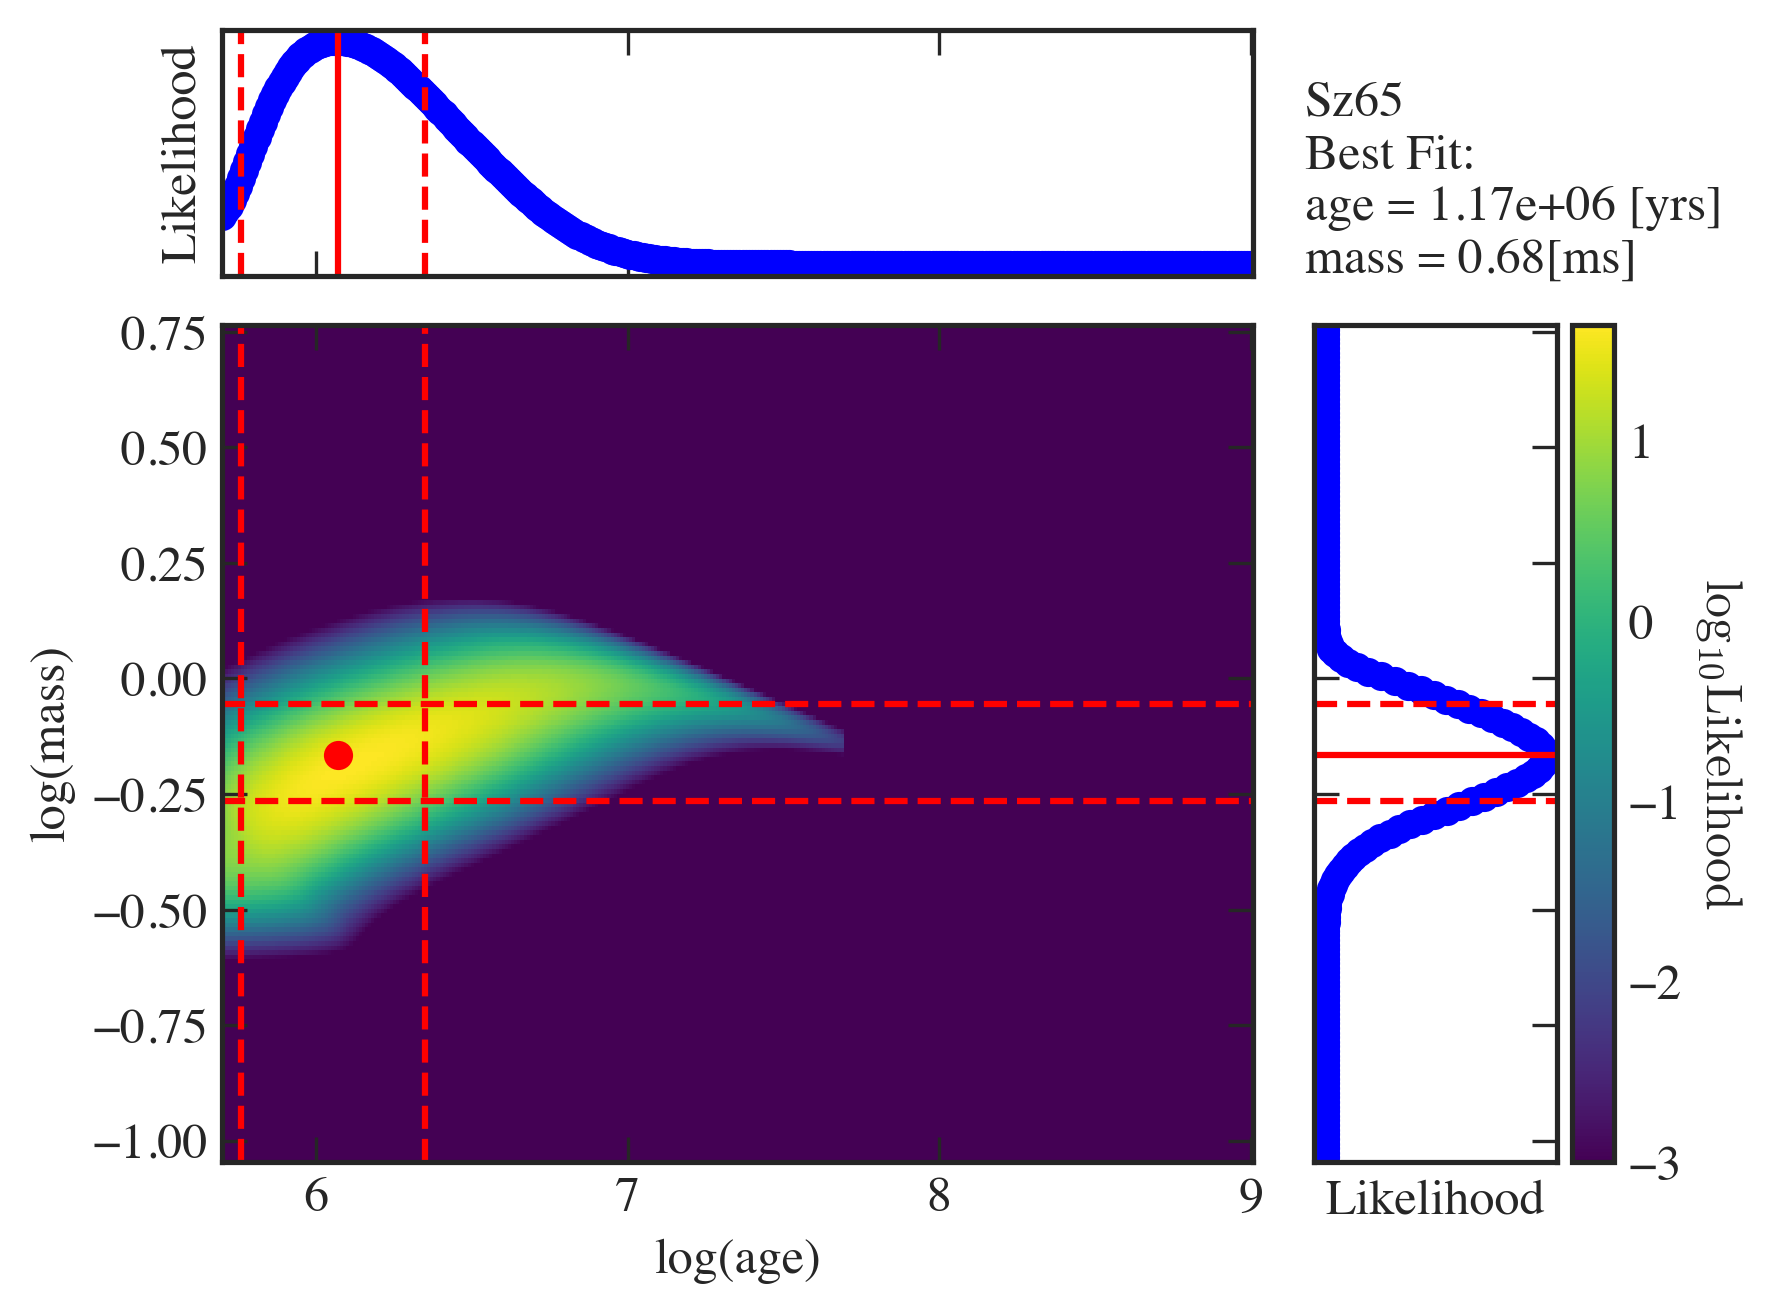 Likelihood
Sz65
Best Fit:
age = 1.17e+06 [yrs]
mass = 0.68[ms]
0.75
0.50
0.25
0.00
−0.25
−0.50
−0.75
−1.00
log(mass)
6 7 8 9
log(age)
Likelihood
1
0
−1
−2
−3
log₁₀Likelihood